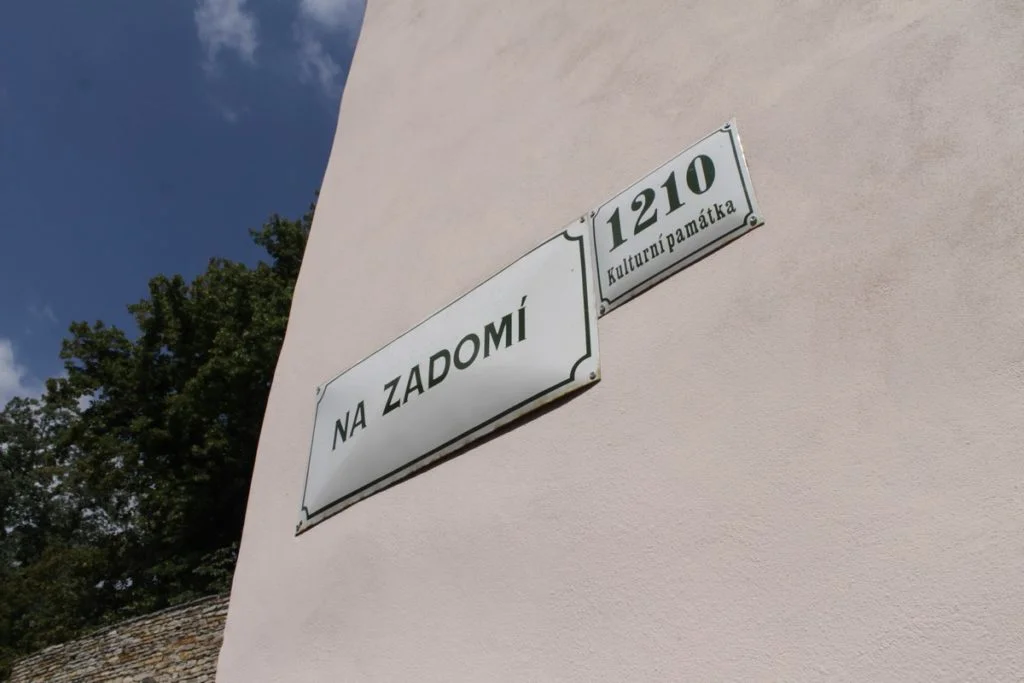 NA ZADOMÍ
1210
Kulturní památka